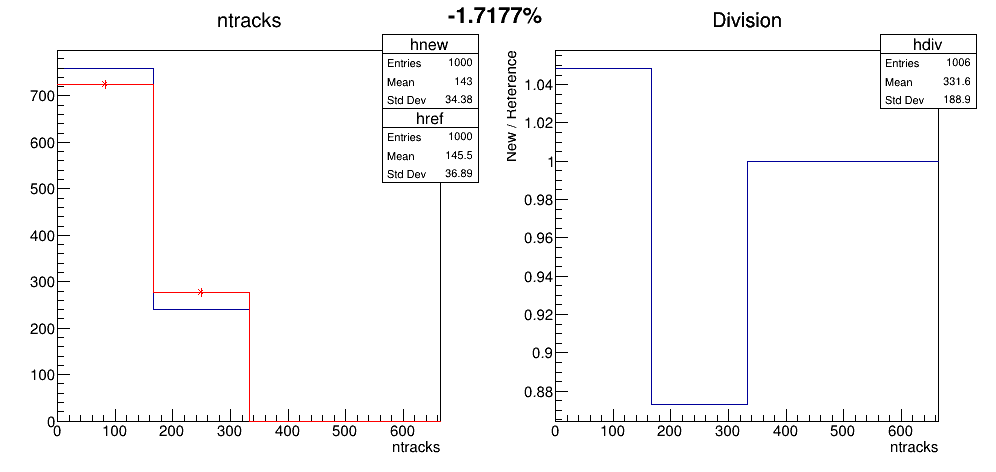 -1.7177%
ntracks
hnew
Entries 1000
Mean 143
Std Dev 34.38
href
Entries 1000
Mean 145.5
Std Dev 36.89
700
600
500
400
300
200
100
0
0 100 200 300 400 500 600
ntracks
Division
hdiv
Entries 1006
Mean 331.6
Std Dev 188.9
New / Reference
1.04
1.02
1
0.98
0.96
0.94
0.92
0.9
0.88
0 100 200 300 400 500 600
ntracks